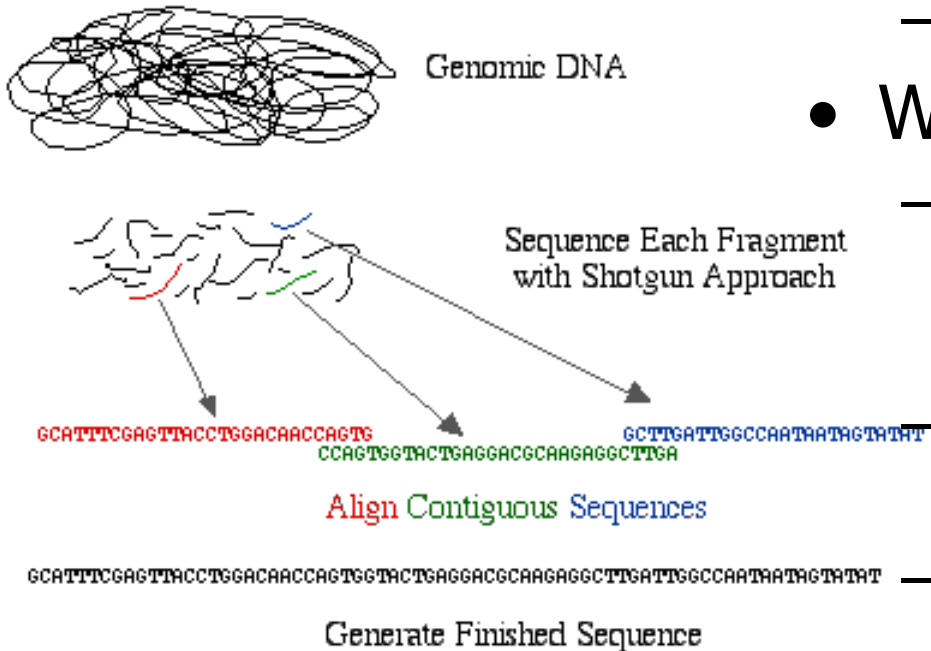 Genomic DNA
• W
Sequence Each Fragment
with Shotgun Approach
GCATTTCGAGTTACCTGGACAACCAGTG
GCTTGATTGGCCAATAATAGTATAT
CCAGTGGTACTGAGGACGCAAGAGGCTTGA
Align Contiguous Sequences
GCATTTCGAGTTACCTGGACAACCAGTGGTACTGAGGACGCAAGAGGCTTGATTGGCCAATAATAGTATAT
Generate Finished Sequence